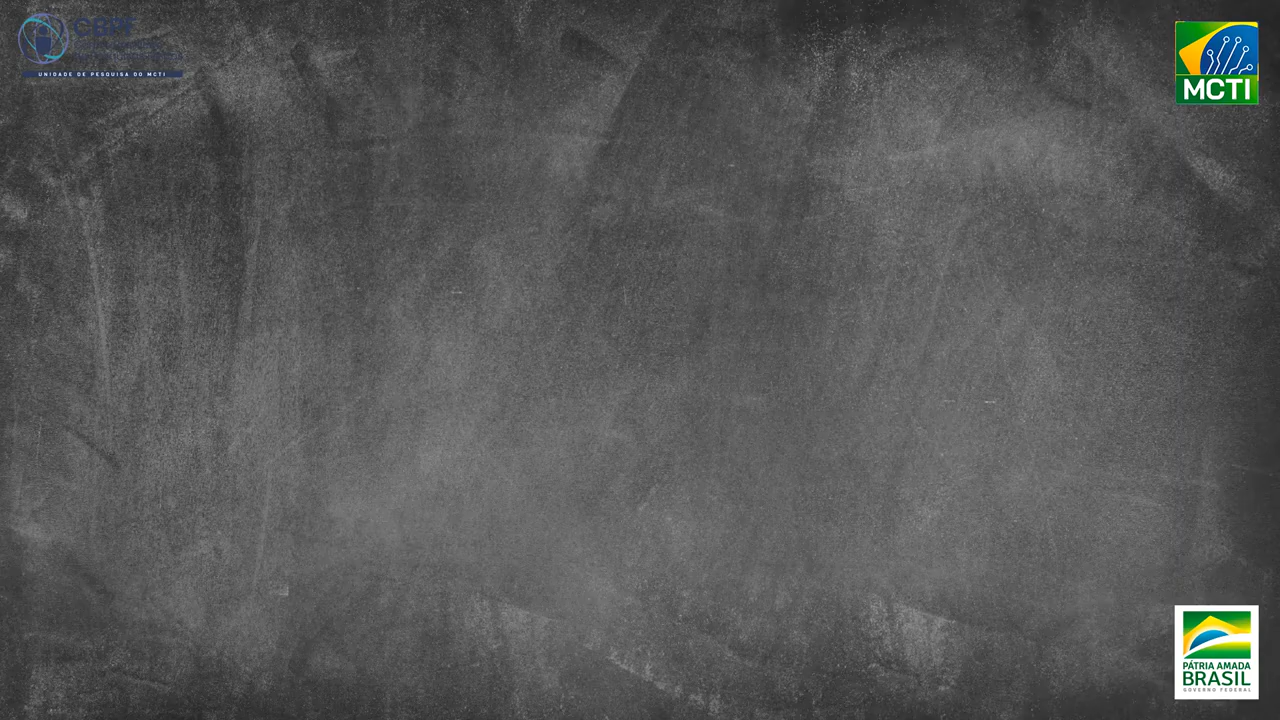 CBPF
UNIDADE DE PESQUISA DO MCTI
MCTI
PÁTRIA AMADA
BRASIL
GOVERNO FEDERAL